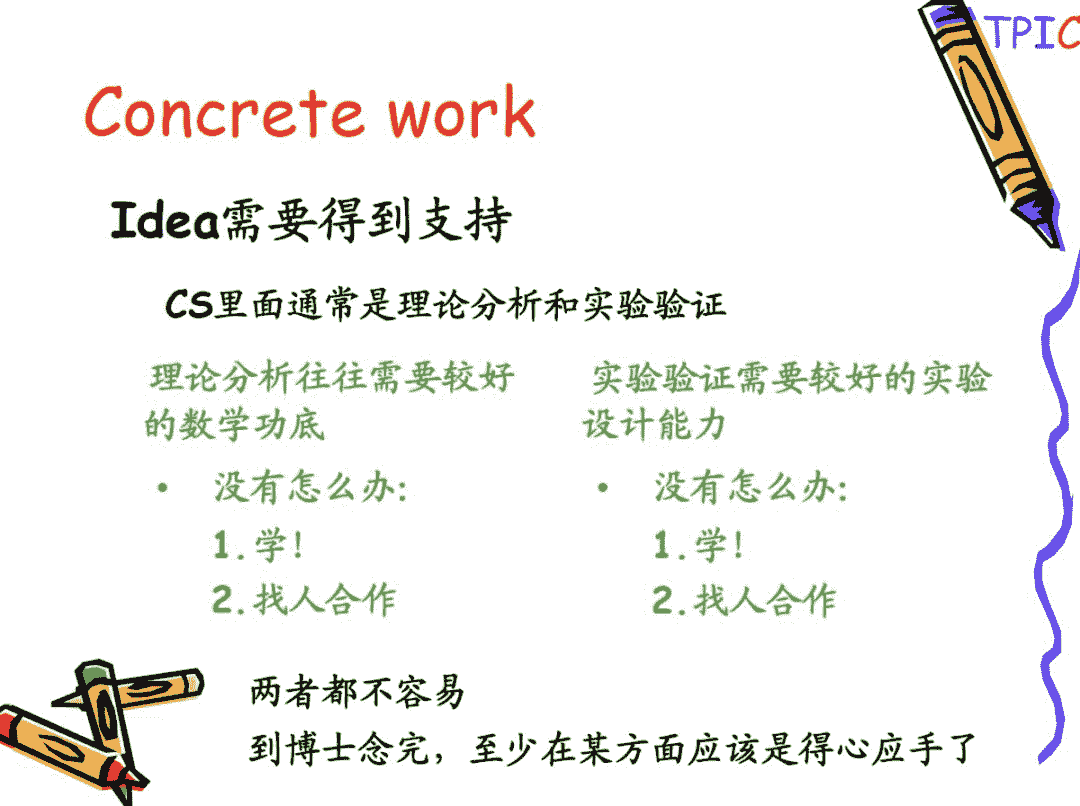 TPIC
Concrete work
Idea需要得到支持
CS里面通常是理论分析和实验验证
理论分析往往需要较好
的数学功底
• 没有怎么办:
1.学!
2.找人合作
实验验证需要较好的实验
设计能力
• 没有怎么办:
1.学!
2.找人合作
两者都不容易
到博士念完，至少在某方面应该是得心应手了